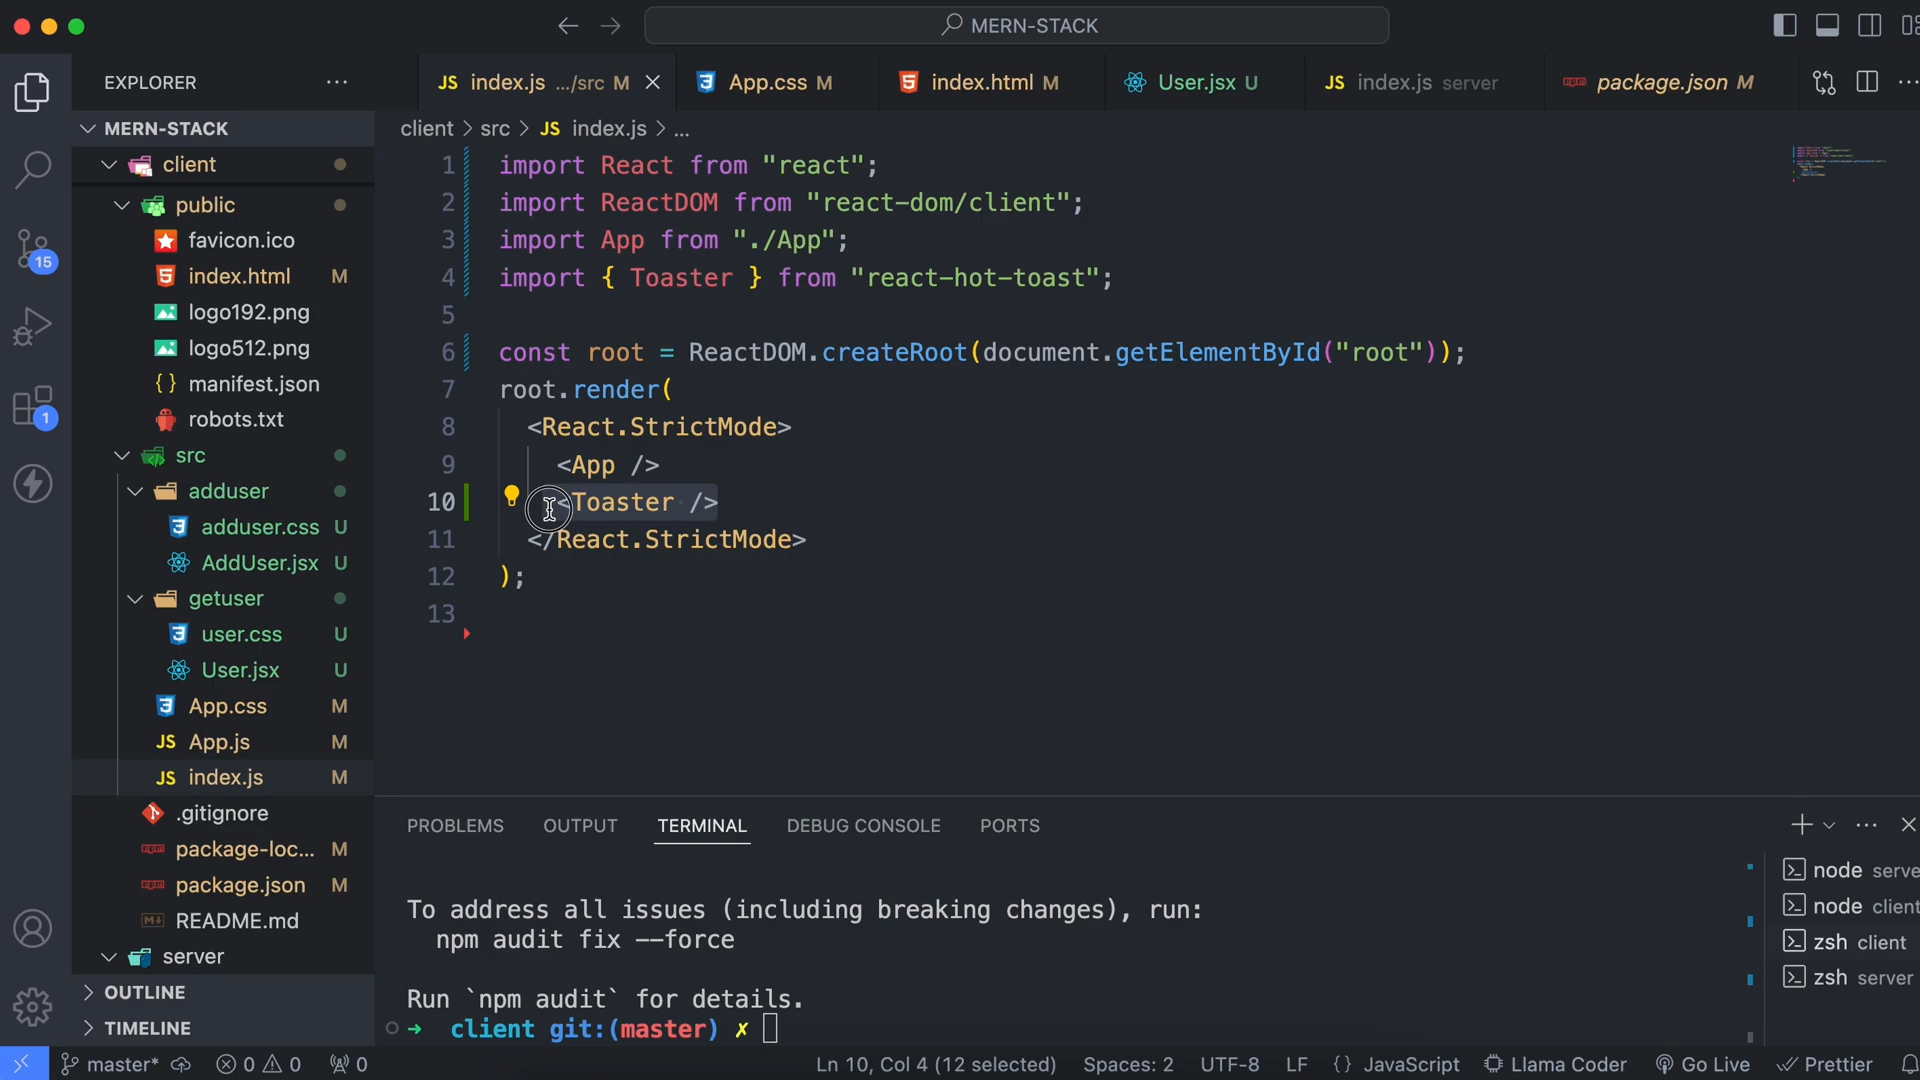 MERN-STACK
EXPLORER
JS index.js .../src M
App.css M
index.html M
User.jsx U
JS index.js server
package.json M
MERN-STACK
client > src > JS index.js > ...
client
public
favicon.ico
index.html M
logo192.png
logo512.png
{} manifest.json
robots.txt
src
adduser
adduser.css U
AddUser.jsx U
getuser
user.css U
User.jsx U
App.css M
JS App.js M
JS index.js M
.gitignore
package-loc... M
package.json M
README.md
server
OUTLINE
TIMELINE
15
1
1 import React from "react";
2 import ReactDOM from "react-dom/client";
3 import App from "./App";
4 import { Toaster } from "react-hot-toast";
5
6 const root = ReactDOM.createRoot(document.getElementById("root"));
7 root.render(
8 <React.StrictMode>
9 <App />
10 <Toaster />
11 </React.StrictMode>
12 );
13
PROBLEMS OUTPUT TERMINAL DEBUG CONSOLE PORTS
To address all issues (including breaking changes), run:
npm audit fix --force
Run `npm audit` for details.
→ client git:(master) ✗
node serve
node client
zsh client
zsh server
master* 0 0 0 Ln 10, Col 4 (12 selected) Spaces: 2 UTF-8 LF {} JavaScript Llama Coder Go Live Prettier